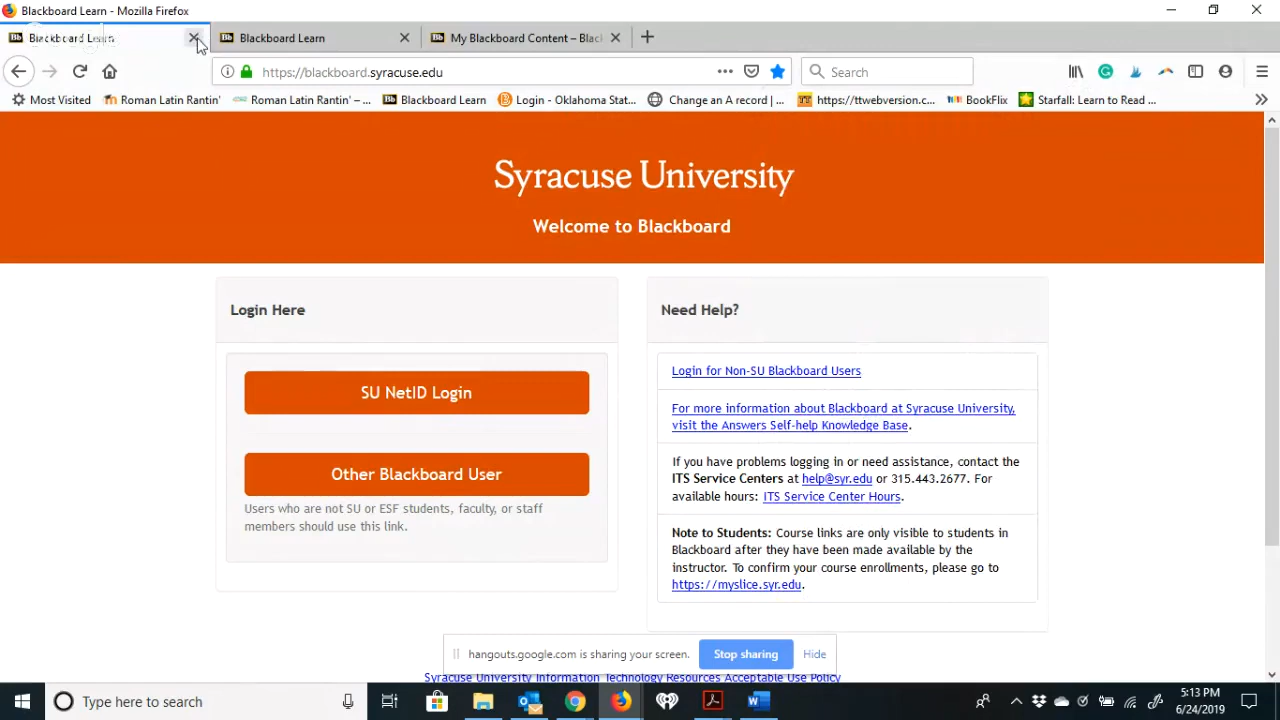 Blackboard Learn - Mozilla Firefox
Blackboard Learn
Blackboard Learn
My Blackboard Content – Blac
https://blackboard.syracuse.edu
Search
Most Visited
Roman Latin Rantin'
Roman Latin Rantin' – ...
Blackboard Learn
Login - Oklahoma Stat...
Change an A record | ...
https://ttwebversion.c...
BookFlix
Starfall: Learn to Read ...
Syracuse University
Welcome to Blackboard
Login Here
SU NetID Login
Other Blackboard User
Users who are not SU or ESF students, faculty, or staff
members should use this link.
Need Help?
Login for Non-SU Blackboard Users
For more information about Blackboard at Syracuse University,
visit the Answers Self-help Knowledge Base.
If you have problems logging in or need assistance, contact the
ITS Service Centers at help@syr.edu or 315.443.2677. For
available hours: ITS Service Center Hours.
Note to Students: Course links are only visible to students in
Blackboard after they have been made available by the
instructor. To confirm your course enrollments, please go to
https://myslice.syr.edu.
hangouts.google.com is sharing your screen.
Stop sharing
Hide
Syracuse University Information Technology Resources Acceptable Use Policy
Type here to search
5:13 PM
6/24/2019